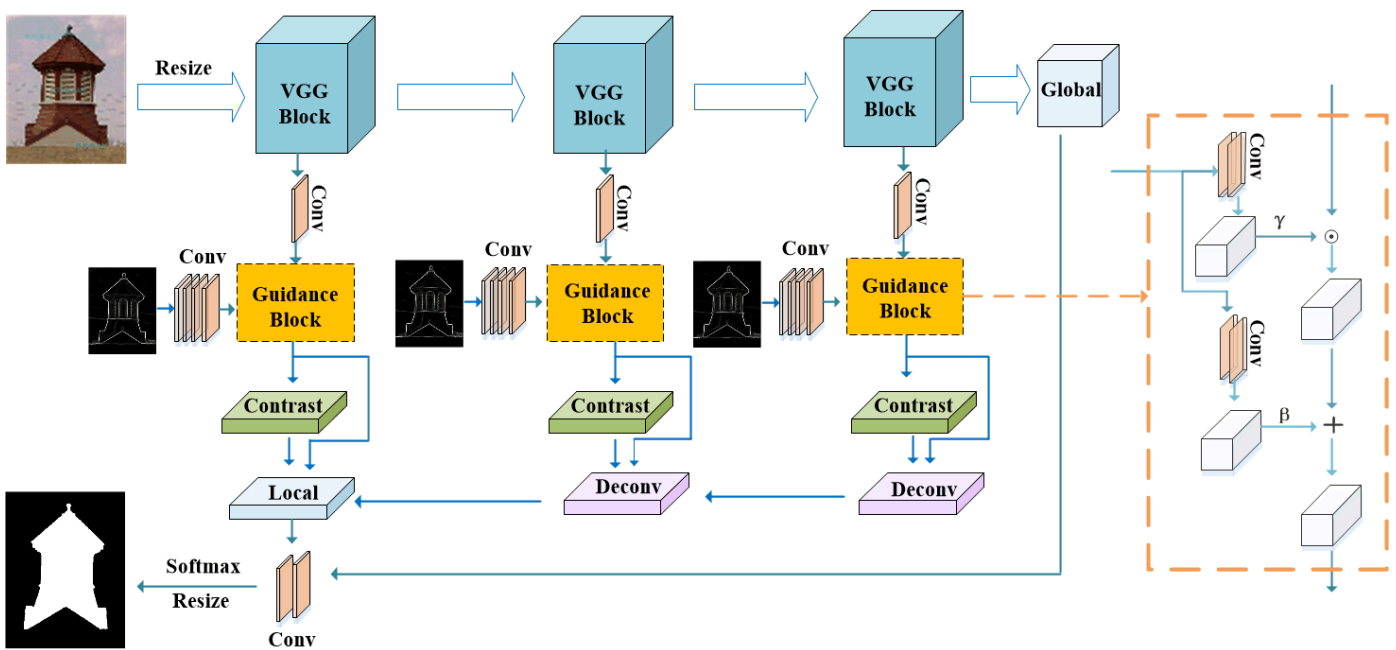 Resize
VGG
Block
VGG
Block
VGG
Block
Global
Conv
Conv
Conv
Conv
γ
Conv
Conv
Conv
Guidance
Block
Guidance
Block
Guidance
Block
Conv
β
+
Contrast
Contrast
Contrast
Local
Deconv
Deconv
Softmax
Resize
Conv